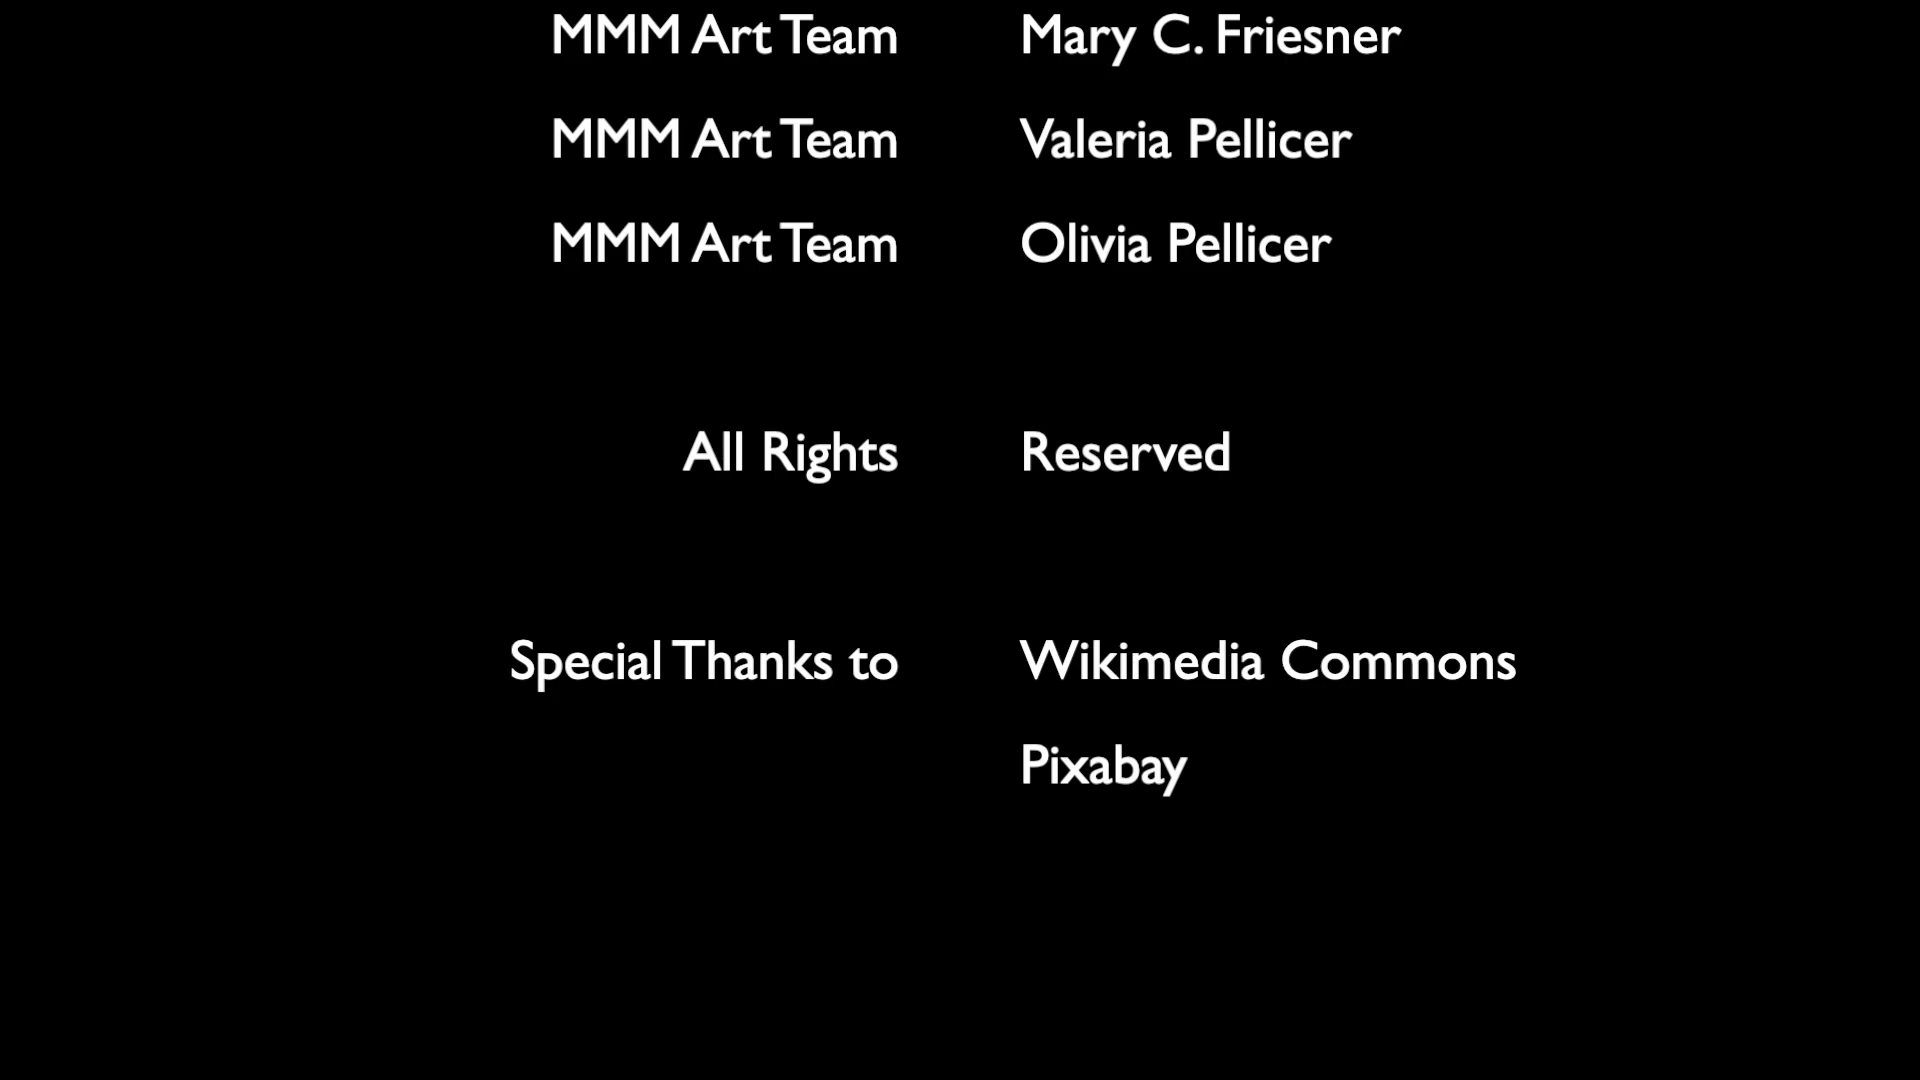 MMM Art Team Mary C. Friesner
MMM Art Team Valeria Pellicer
MMM Art Team Olivia Pellicer
All Rights Reserved
Special Thanks to Wikimedia Commons
Pixabay